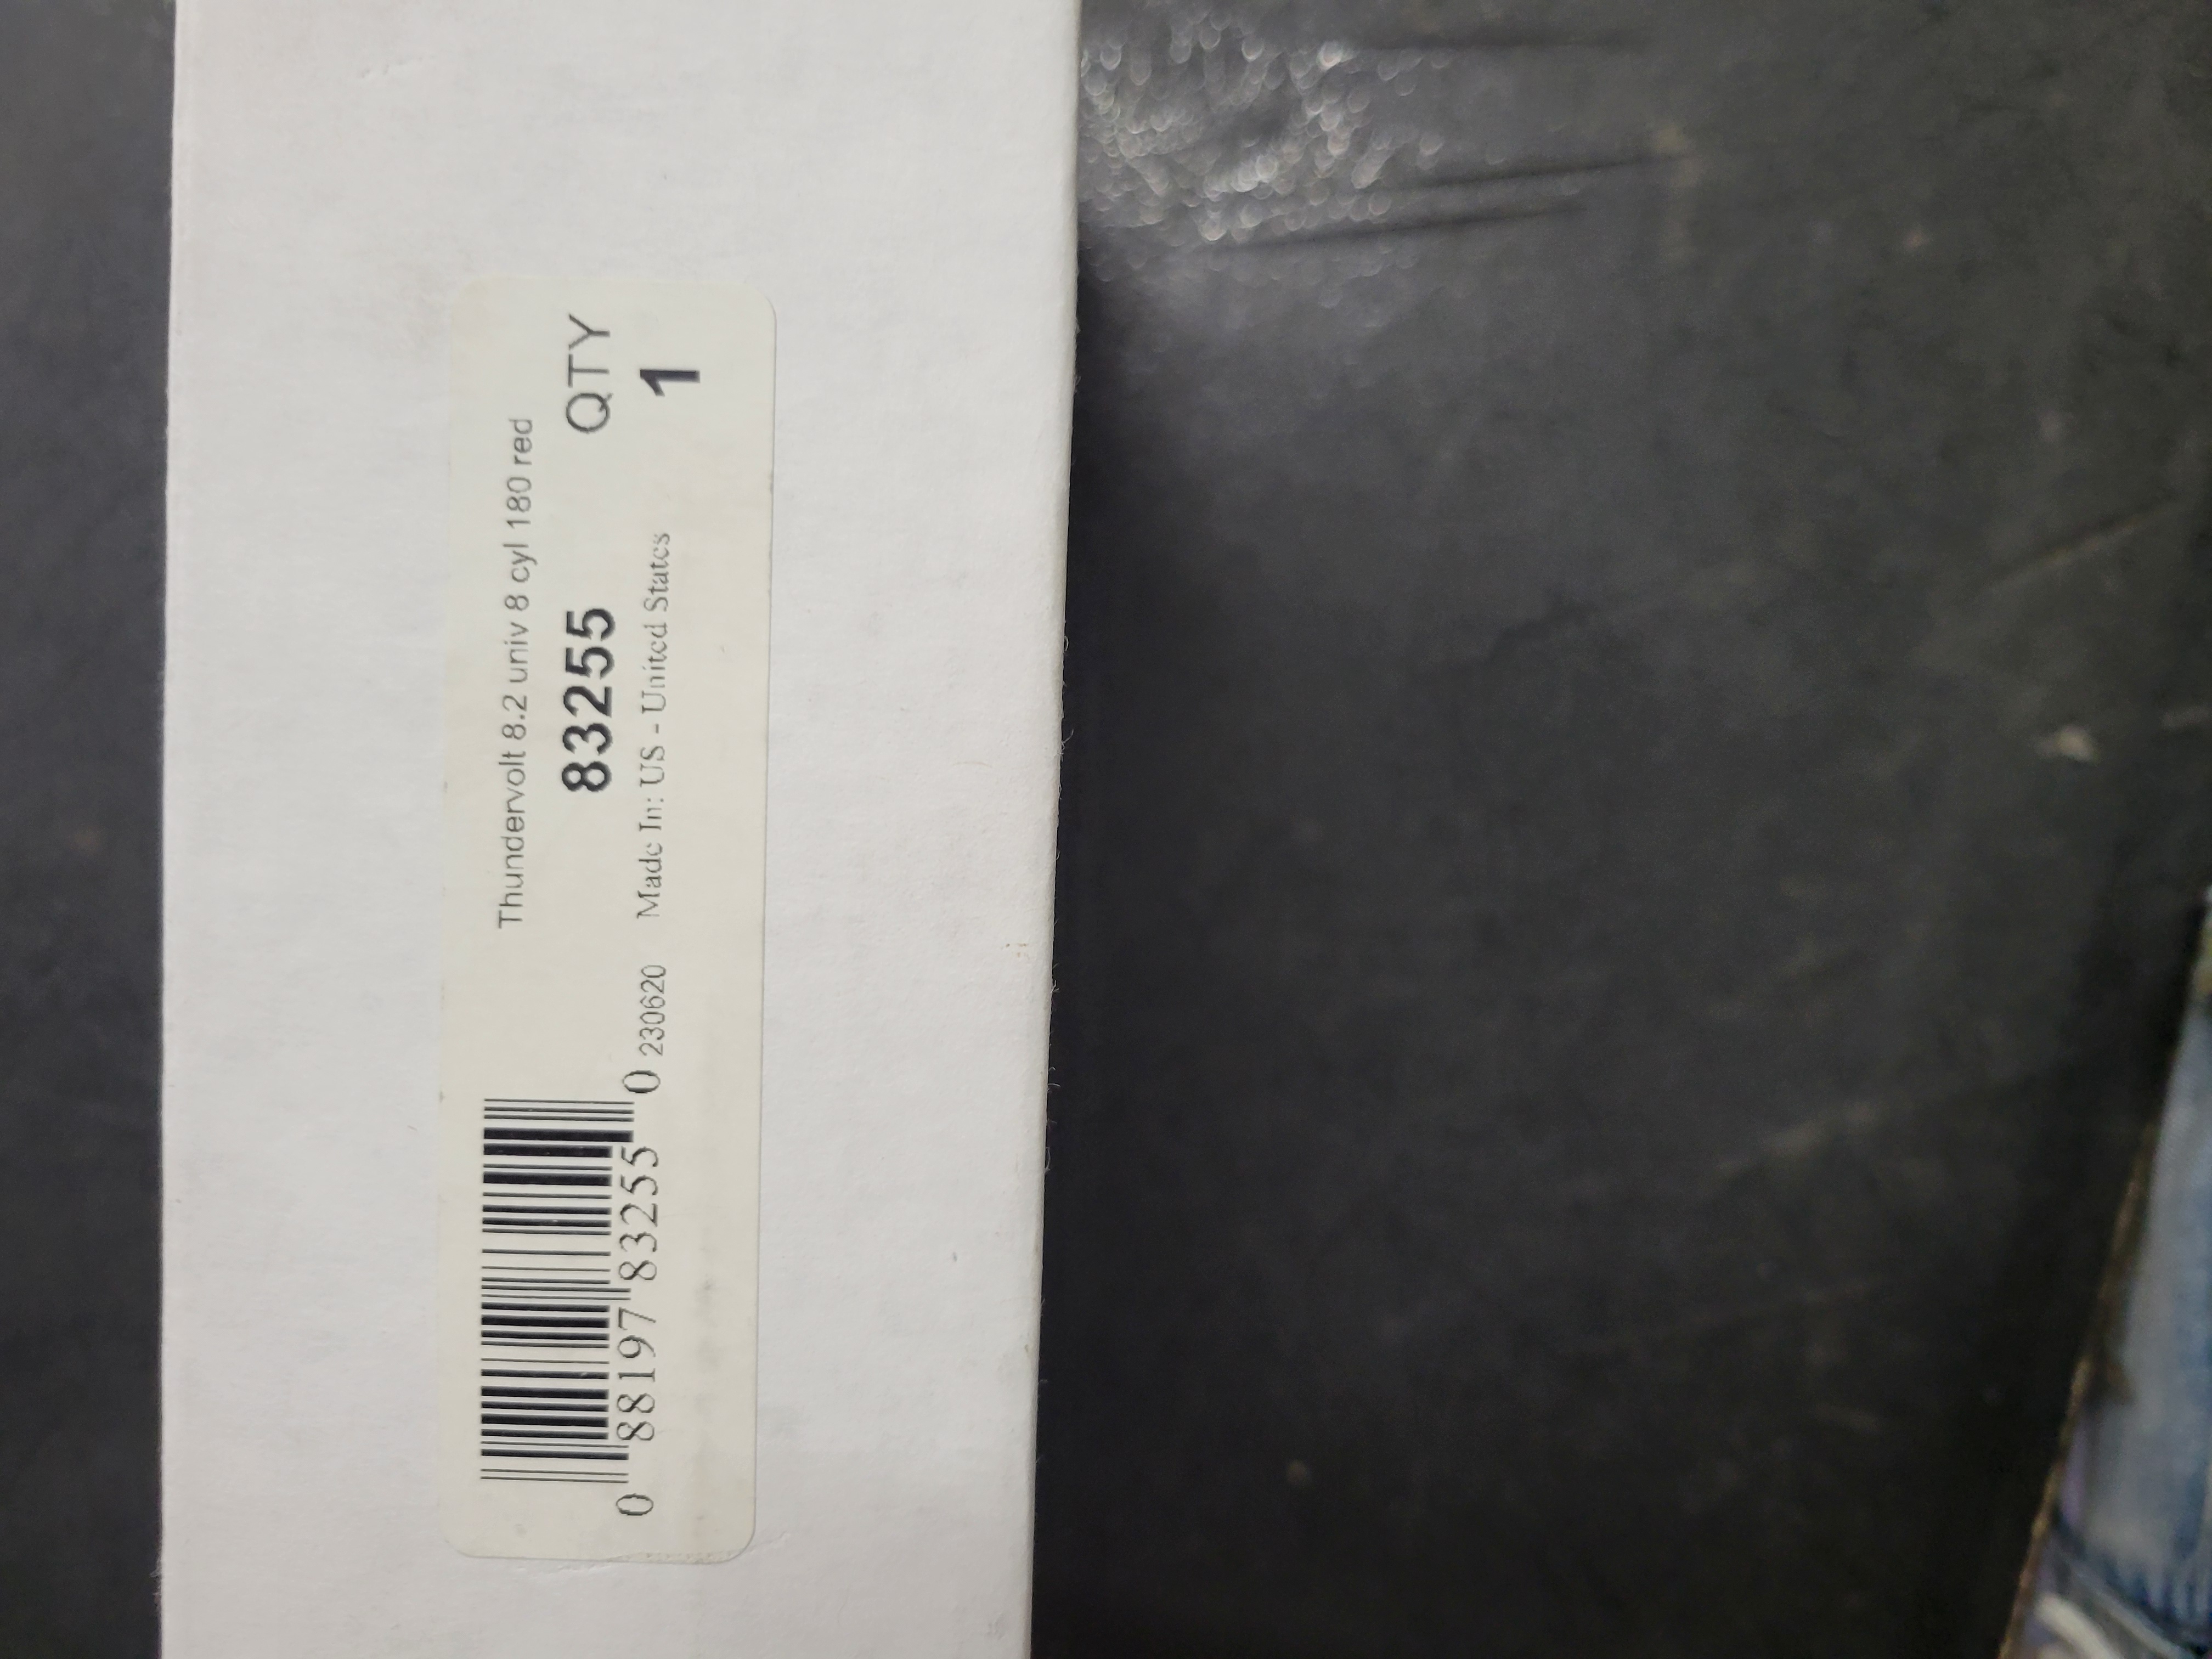 Thundervolt 8.2 univ 8 cyl 180 red
83255
QTY
1
0 88197 83255 0
230620
Made In: US - United States